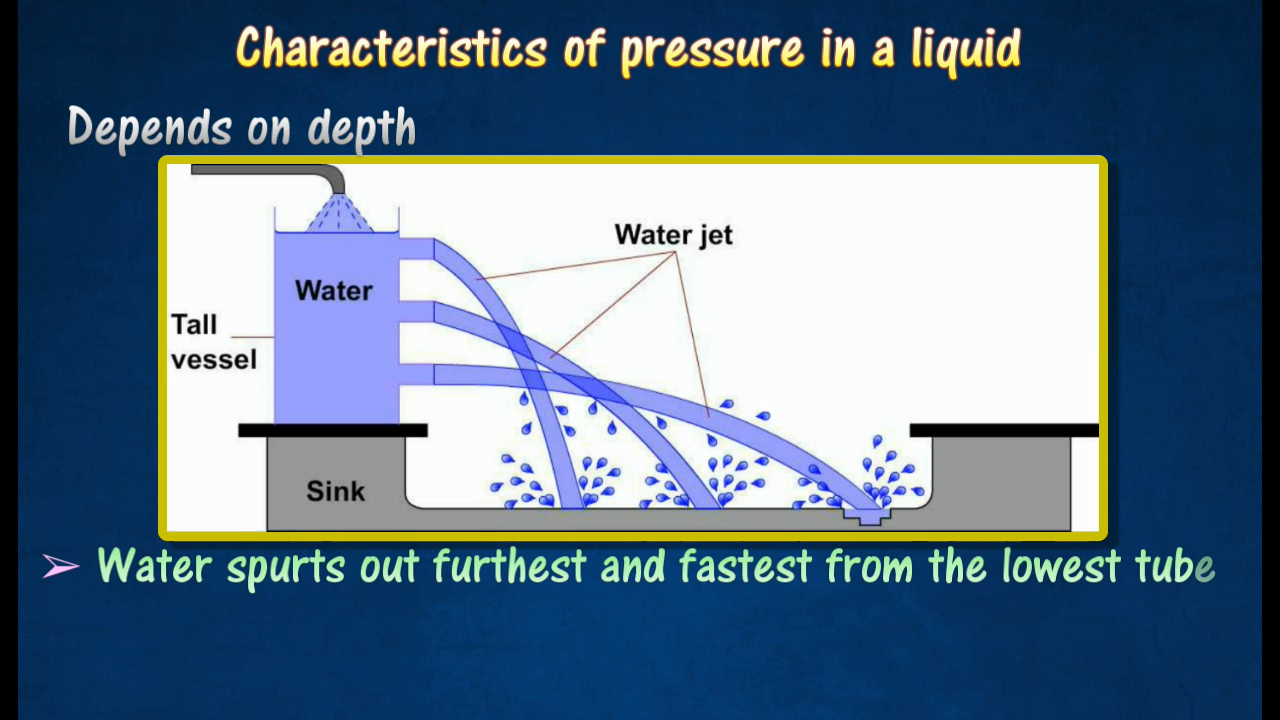 Characteristics of pressure in a liquid
Depends on depth
Water jet
Water
Tall
vessel
Sink
➢ Water spurts out furthest and fastest from the lowest tube